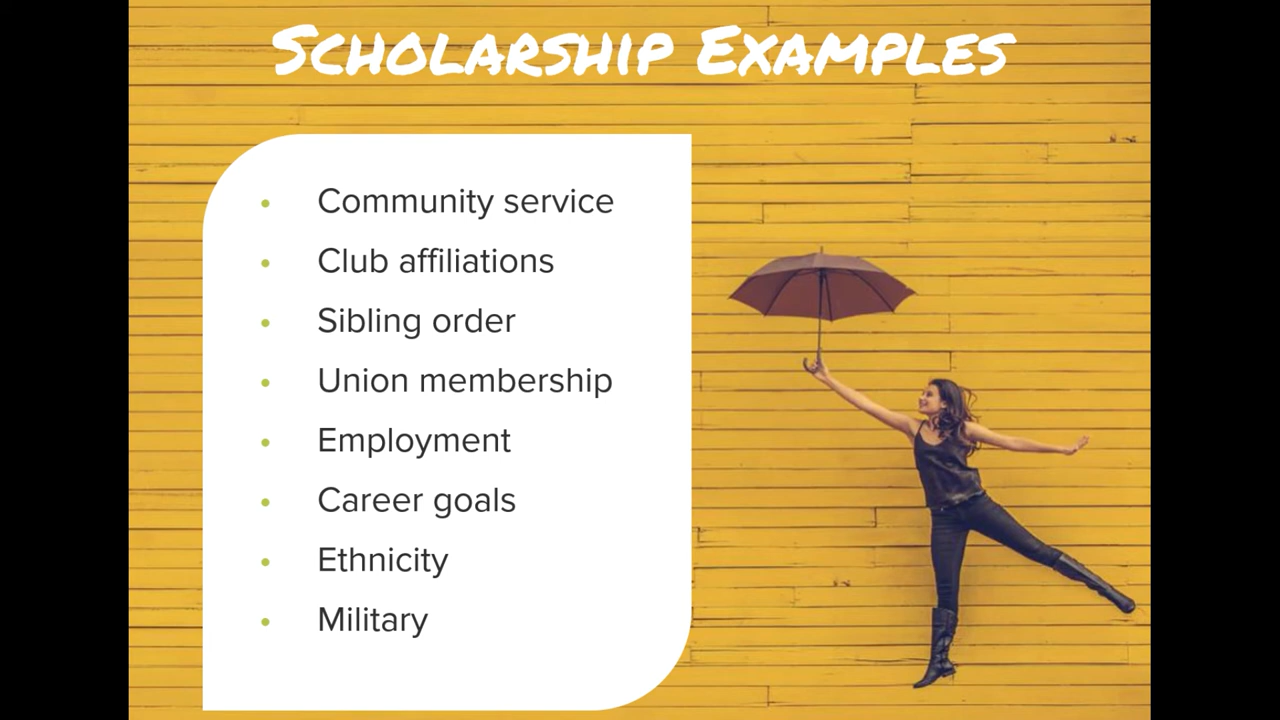 Scholarship Examples
• Community service
• Club affiliations
• Sibling order
• Union membership
• Employment
• Career goals
• Ethnicity
• Military